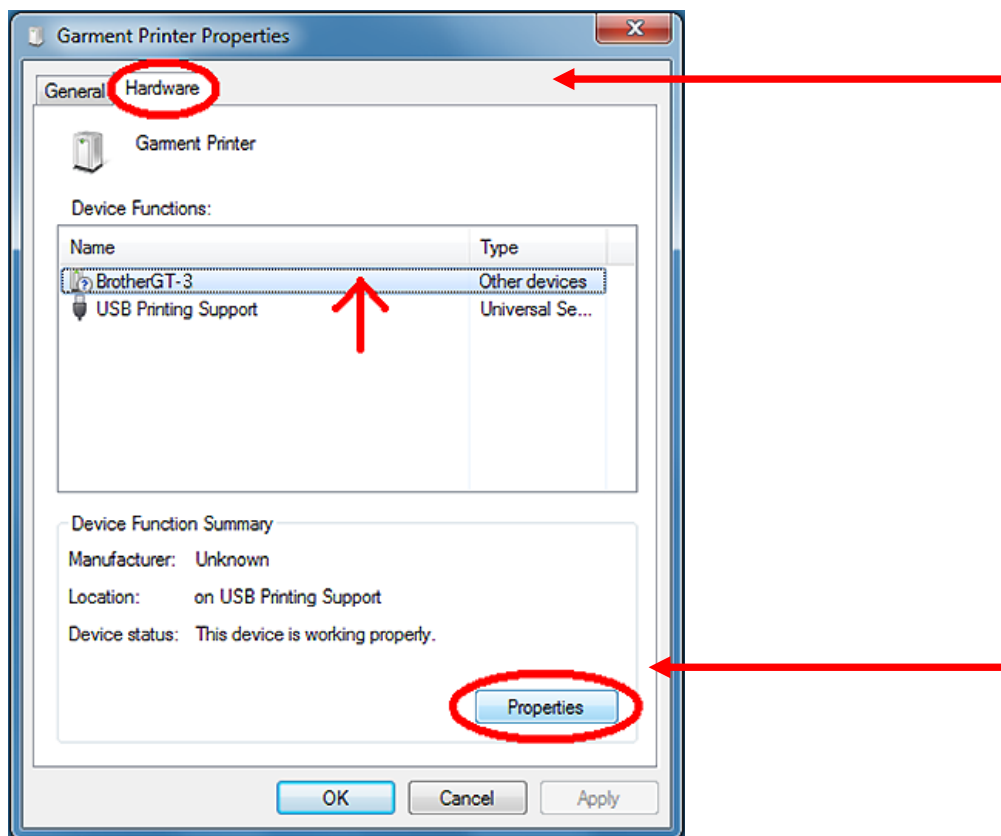 Garment Printer Properties
General Hardware
Garment Printer
Device Functions:
Name Type
BrotherGT-3 Other devices
USB Printing Support Universal Se...
Device Function Summary
Manufacturer: Unknown
Location: on USB Printing Support
Device status: This device is working properly.
Properties
OK Cancel Apply